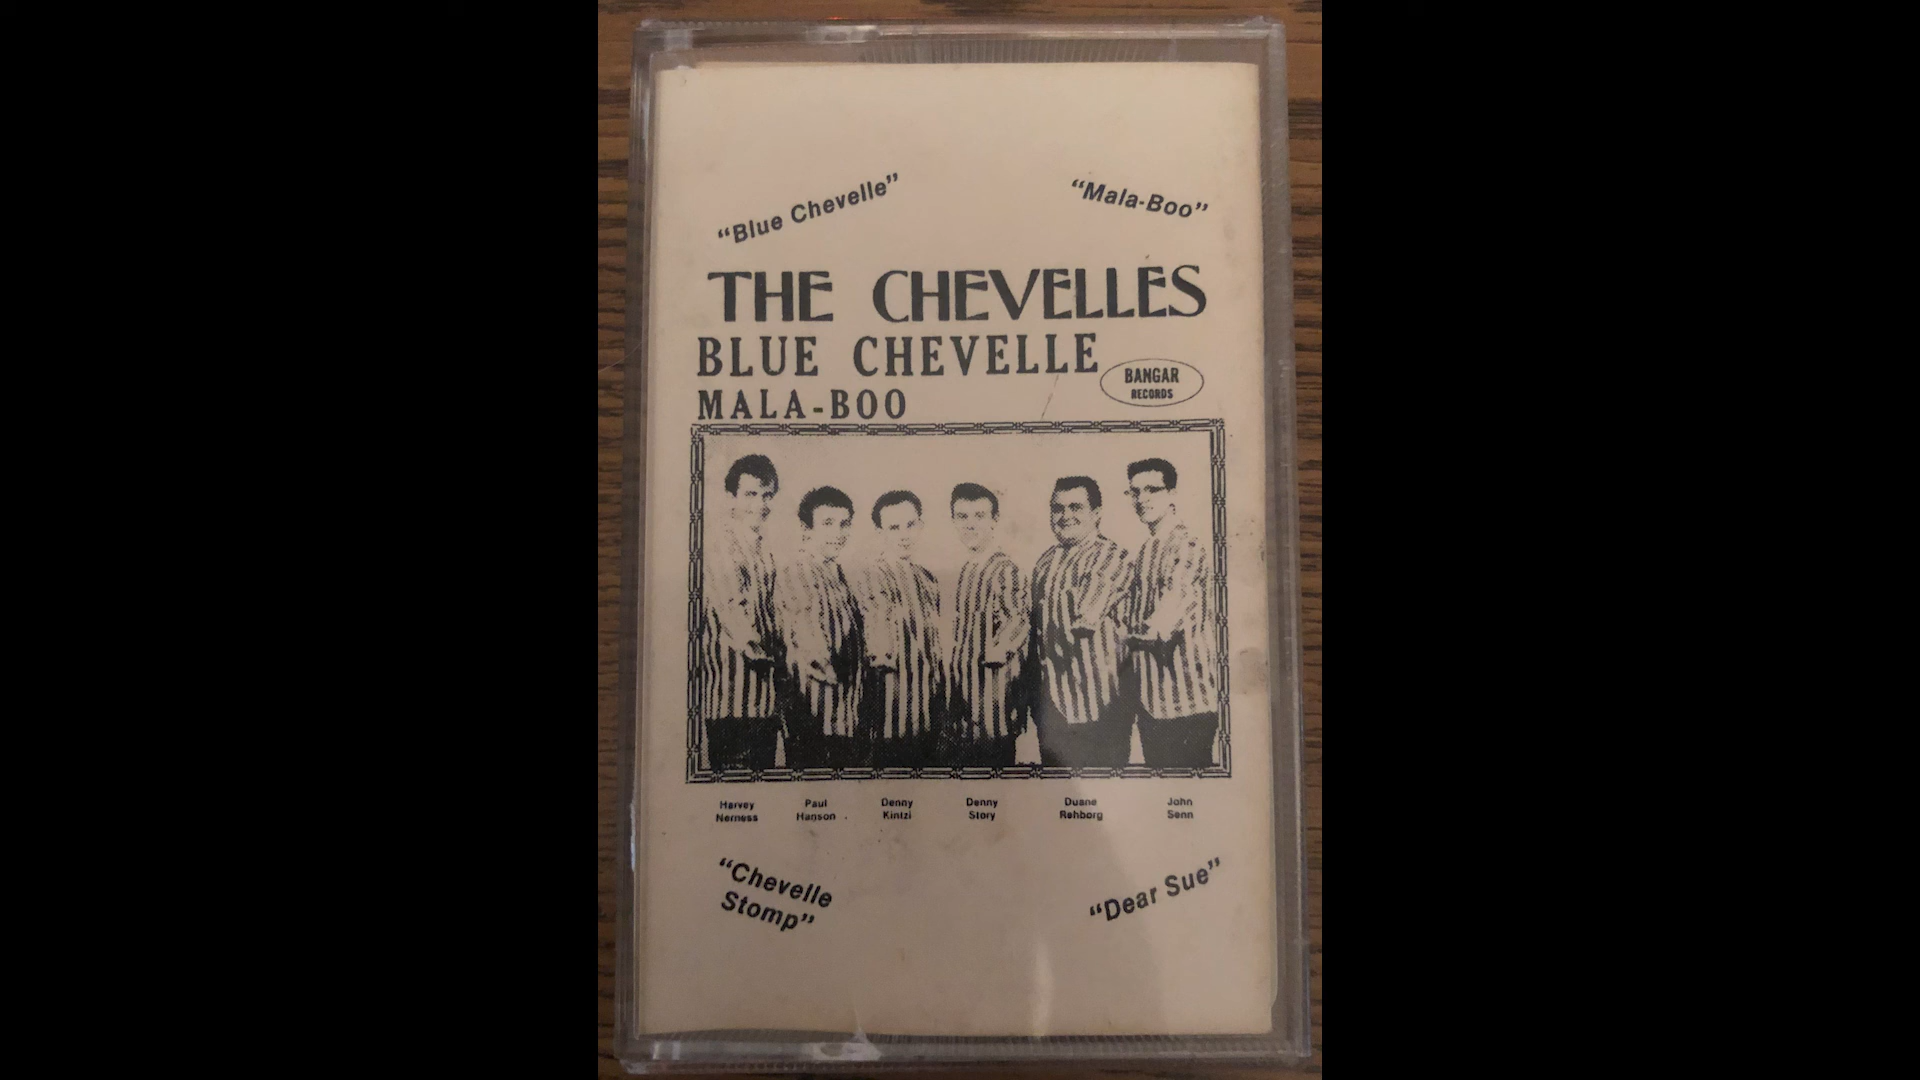 “Blue Chevelle”
“Mala-Boo”
THE CHEVELLES
BLUE CHEVELLE
MALA-BOO
BANGAR
RECORDS
Harvey
Nerness
Paul
Hanson
Denny
Kintzi
Denny
Story
Duane
Rehborg
John
Senn
“Chevelle
Stomp”
“Dear Sue”